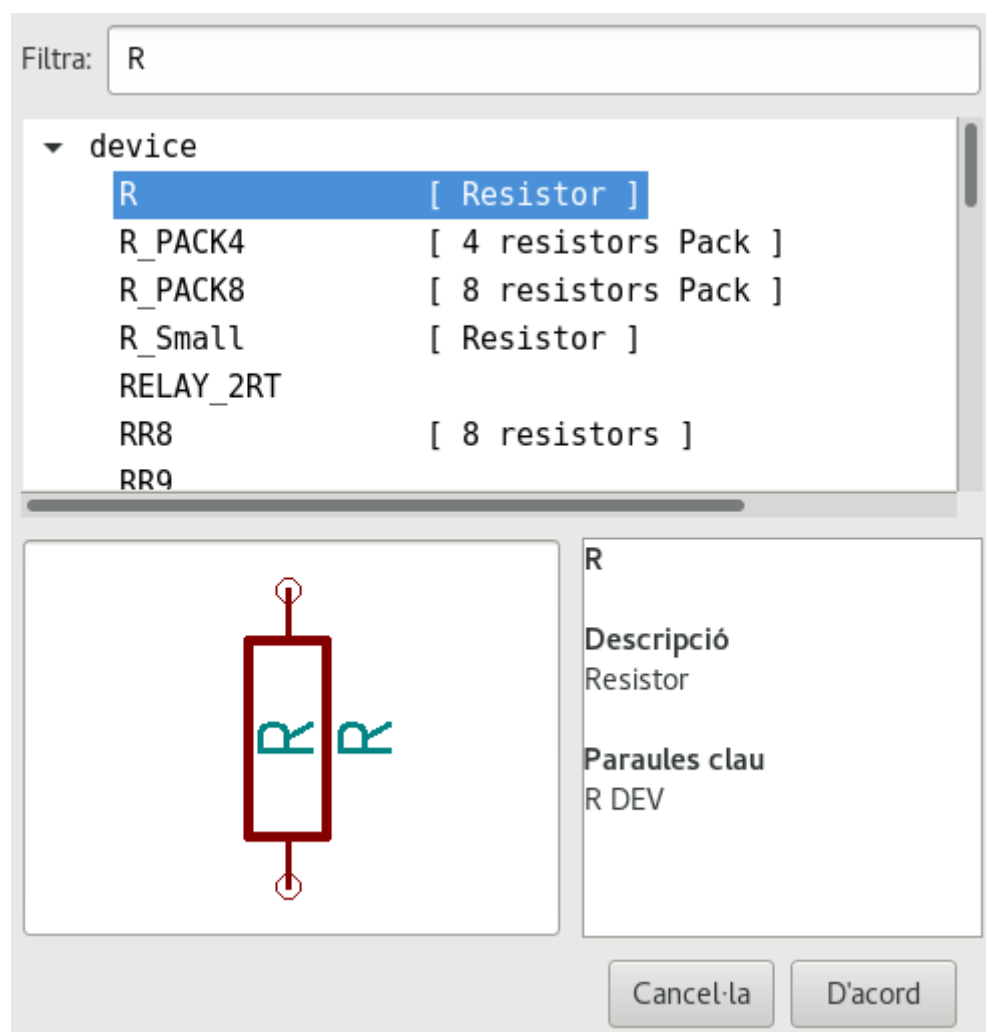 Filtra: R
device
R [ Resistor ]
R_PACK4 [ 4 resistors Pack ]
R_PACK8 [ 8 resistors Pack ]
R_Small [ Resistor ]
RELAY_2RT
RR8 [ 8 resistors ]
RR9
R
R
R
Descripció
Resistor
Paraules clau
R DEV
Cancel·la
D'acord